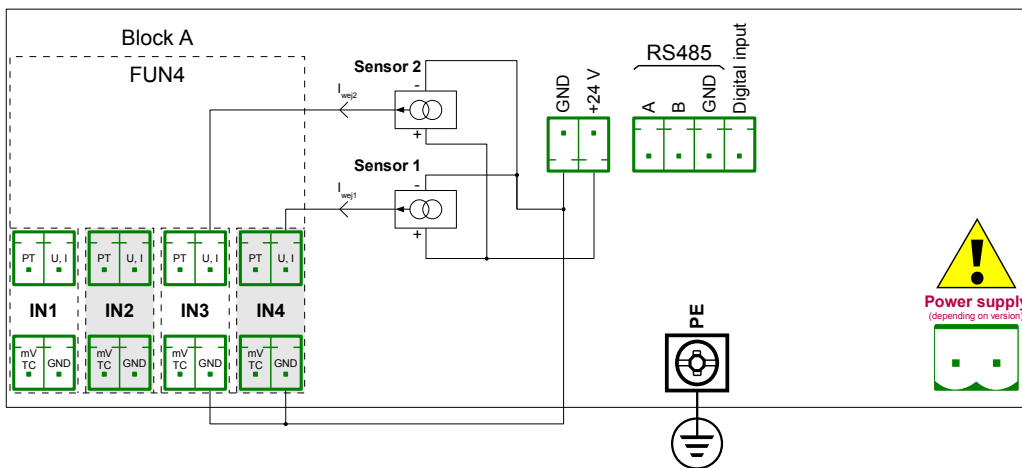 Block A
FUN4
Sensor 2
-
+
I wej2
Sensor 1
-
+
I wej1
GND
+24 V
RS485
A
B
GND
Digital input
PT
U, I
PT
U, I
PT
U, I
PT
U, I
IN1
IN2
IN3
IN4
mV
TC
GND
mV
TC
GND
mV
TC
GND
mV
TC
GND
PE
!
Power supply
(depending on version)